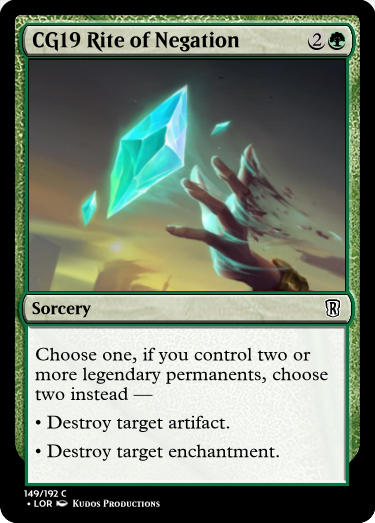 CG19 Rite of Negation 2
Sorcery R
Choose one, if you control two or
more legendary permanents, choose
two instead —
• Destroy target artifact.
• Destroy target enchantment.
149/192 C
• LOR Kudos Productions